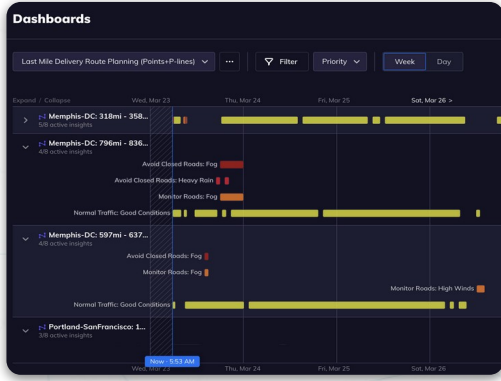 Dashboards
Last Mile Delivery Route Planning (Points+P-lines) ... Filter Priority Week Day
Expand / Collapse Wed, Mar 23 Thu, Mar 24 Fri, Mar 25 Sat, Mar 26 >
Memphis-DC: 318mi - 358...
5/8 active insights
Memphis-DC: 796mi - 836...
4/8 active insights
Avoid Closed Roads: Fog
Avoid Closed Roads: Heavy Rain
Monitor Roads: Fog
Normal Traffic: Good Conditions
Memphis-DC: 597mi - 637...
4/8 active insights
Avoid Closed Roads: Fog
Monitor Roads: Fog
Monitor Roads: High Winds
Normal Traffic: Good Conditions
Portland-SanFrancisco: 1...
3/8 active insights
Now : 5:53 AM
Wed, Mar 23 Thu, Mar 24 Fri, Mar 25 Sat, Mar 26